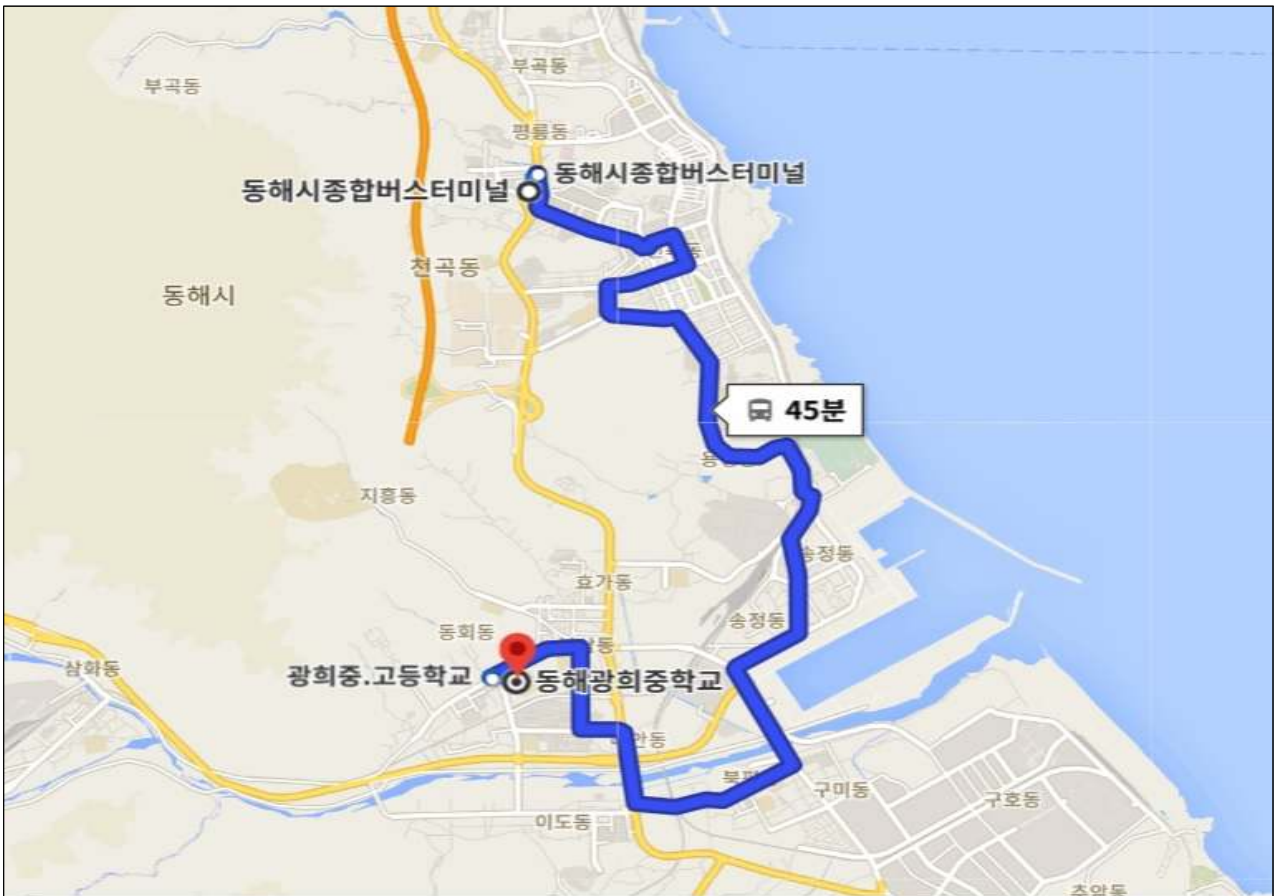 부곡동
부곡동
평릉동
동해시종합버스터미널
동해시종합버스터미널
천곡동
동해시
45분
지흥동
송정동
효가동
송정동
동회동
삼화동
광희중.고등학교
동해광희중학교
구미동
구호동
이도동
추암동